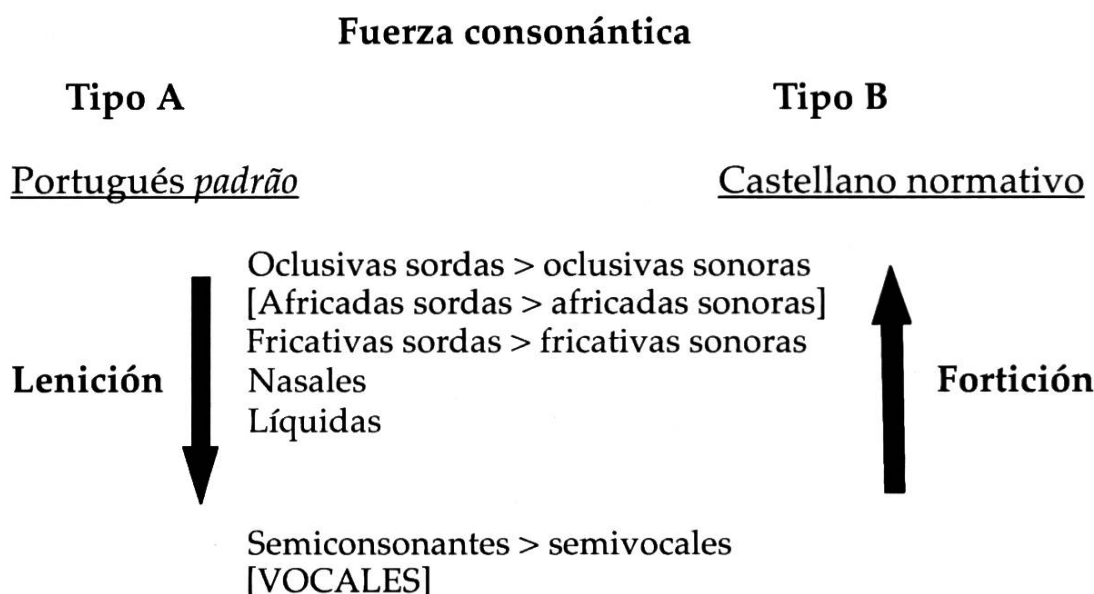 Fuerza consonántica
Tipo A Tipo B
Portugués padrão Castellano normativo
Oclusivas sordas > oclusivas sonoras
[Africadas sordas > africadas sonoras]
Fricativas sordas > fricativas sonoras
Lenición Nasales Fortición
Líquidas
Semiconsonantes > semivocales
[VOCALES]